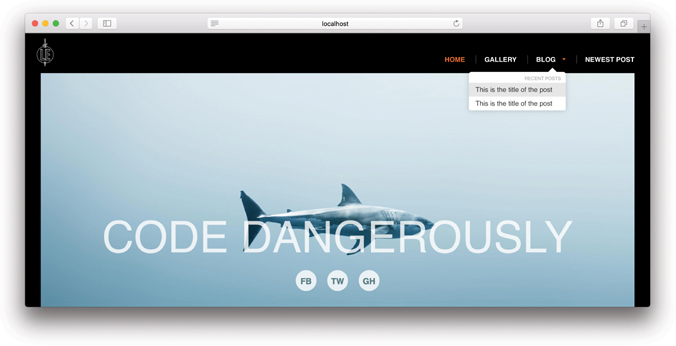 localhost
HOME
GALLERY
BLOG
NEWEST POST
RECENT POSTS
This is the title of the post
This is the title of the post
CODE DANGEROUSLY
FB
TW
GH